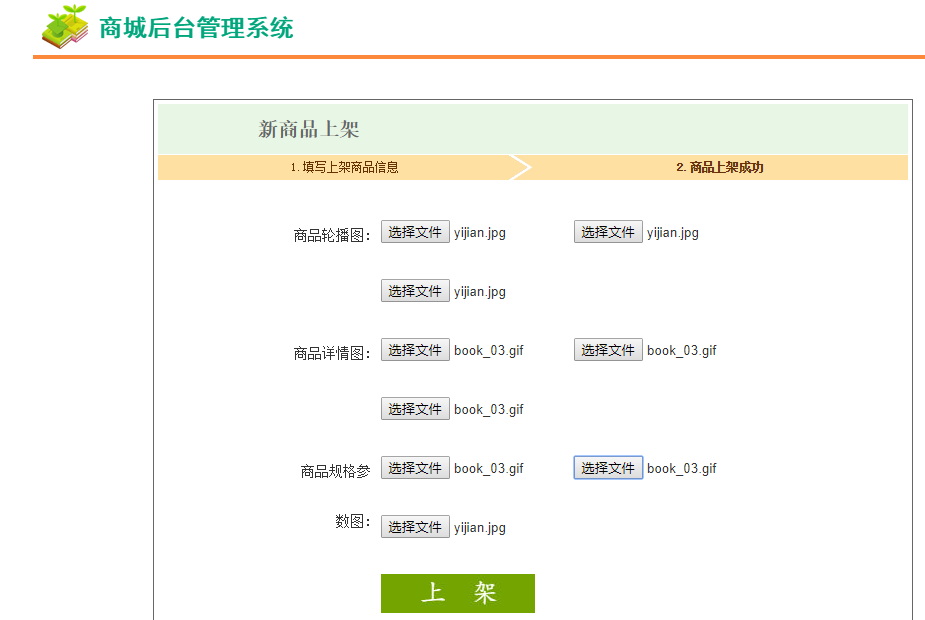 商城后台管理系统
新商品上架
1. 填写上架商品信息 2. 商品上架成功
商品轮播图： 选择文件 yijian.jpg 选择文件 yijian.jpg
选择文件 yijian.jpg
商品详情图： 选择文件 book_03.gif 选择文件 book_03.gif
选择文件 book_03.gif
商品规格参 选择文件 book_03.gif 选择文件 book_03.gif
数图： 选择文件 yijian.jpg
上 架